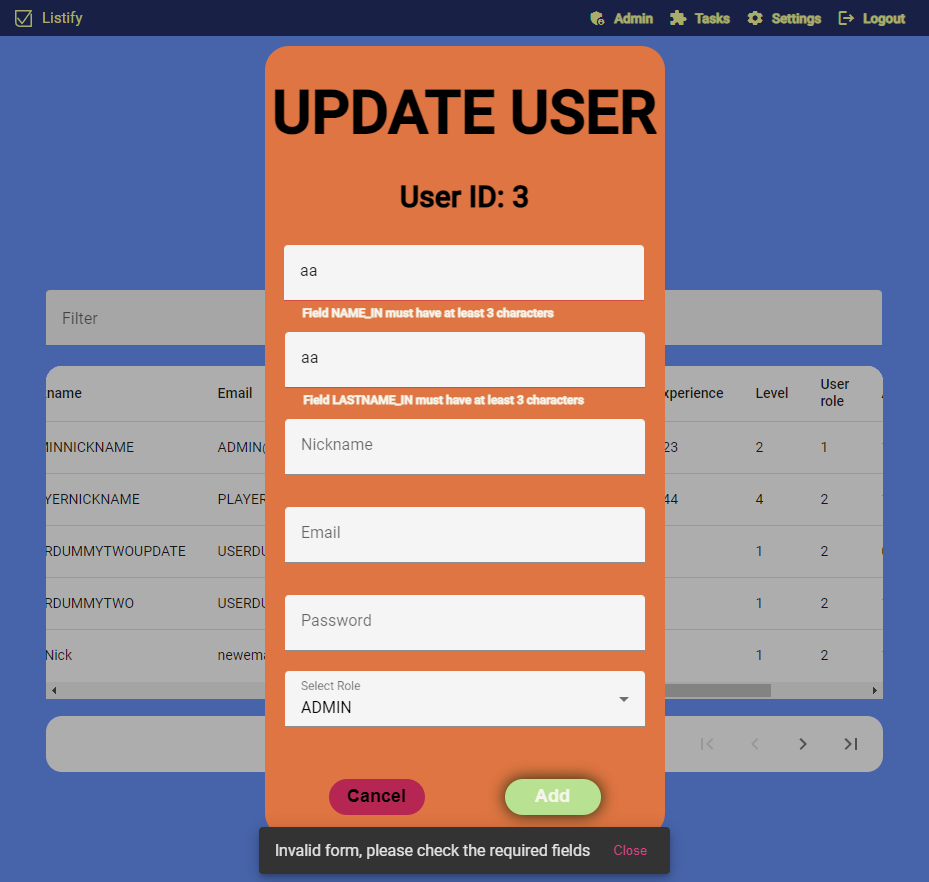 Listify
Admin Tasks Settings Logout
UPDATE USER
User ID: 3
aa
Field NAME_IN must have at least 3 characters
Filter
aa
Field LASTNAME_IN must have at least 3 characters
name Email xperience Level User role
Nickname
MINNICKNAME ADMIN@ 23 2 1
YERNICKNAME PLAYER 44 4 2
Email
RDUMMYTWOUPDATE USERDU 1 2
RDUMMYTWO USERDU 1 2
Password
Nick newema 1 2
Select Role
ADMIN
Cancel Add
Invalid form, please check the required fields Close